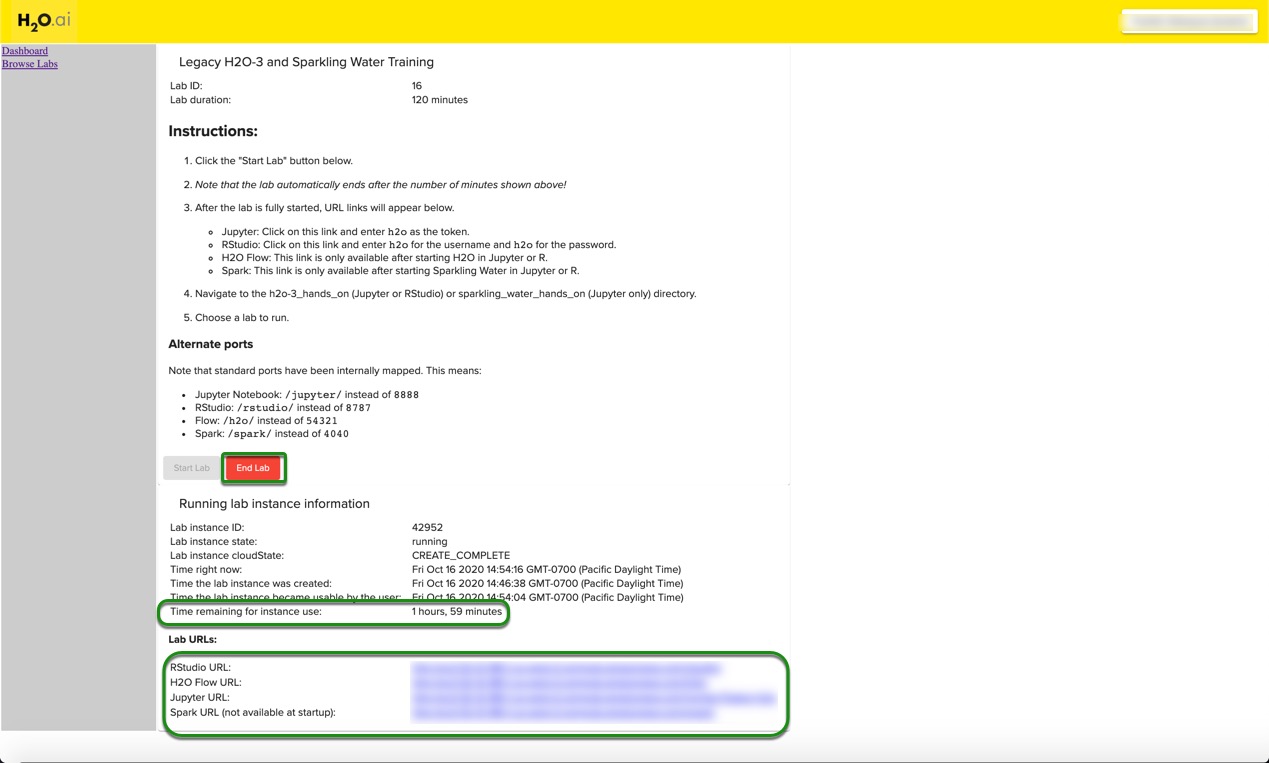 H2O.ai
Dashboard
Browse Labs
Legacy H2O-3 and Sparkling Water Training
Lab ID: 16
Lab duration: 120 minutes
Instructions:
1. Click the "Start Lab" button below.
2. Note that the lab automatically ends after the number of minutes shown above!
3. After the lab is fully started, URL links will appear below.
Jupyter: Click on this link and enter h2o as the token.
RStudio: Click on this link and enter h2o for the username and h2o for the password.
H2O Flow: This link is only available after starting H2O in Jupyter or R.
Spark: This link is only available after starting Sparkling Water in Jupyter or R.
4. Navigate to the h2o-3_hands_on (Jupyter or RStudio) or sparkling_water_hands_on (Jupyter only) directory.
5. Choose a lab to run.
Alternate ports
Note that standard ports have been internally mapped. This means:
Jupyter Notebook: /jupyter/ instead of 8888
RStudio: /rstudio/ instead of 8787
Flow: /h2o/ instead of 54321
Spark: /spark/ instead of 4040
Start Lab End Lab
Running lab instance information
Lab instance ID: 42952
Lab instance state: running
Lab instance cloudState: CREATE_COMPLETE
Time right now: Fri Oct 16 2020 14:54:16 GMT-0700 (Pacific Daylight Time)
Time the lab instance was created: Fri Oct 16 2020 14:46:38 GMT-0700 (Pacific Daylight Time)
Time the lab instance became usable by the user: Fri Oct 16 2020 14:54:04 GMT-0700 (Pacific Daylight Time)
Time remaining for instance use: 1 hours, 59 minutes
Lab URLs:
RStudio URL:
H2O Flow URL:
Jupyter URL:
Spark URL (not available at startup):